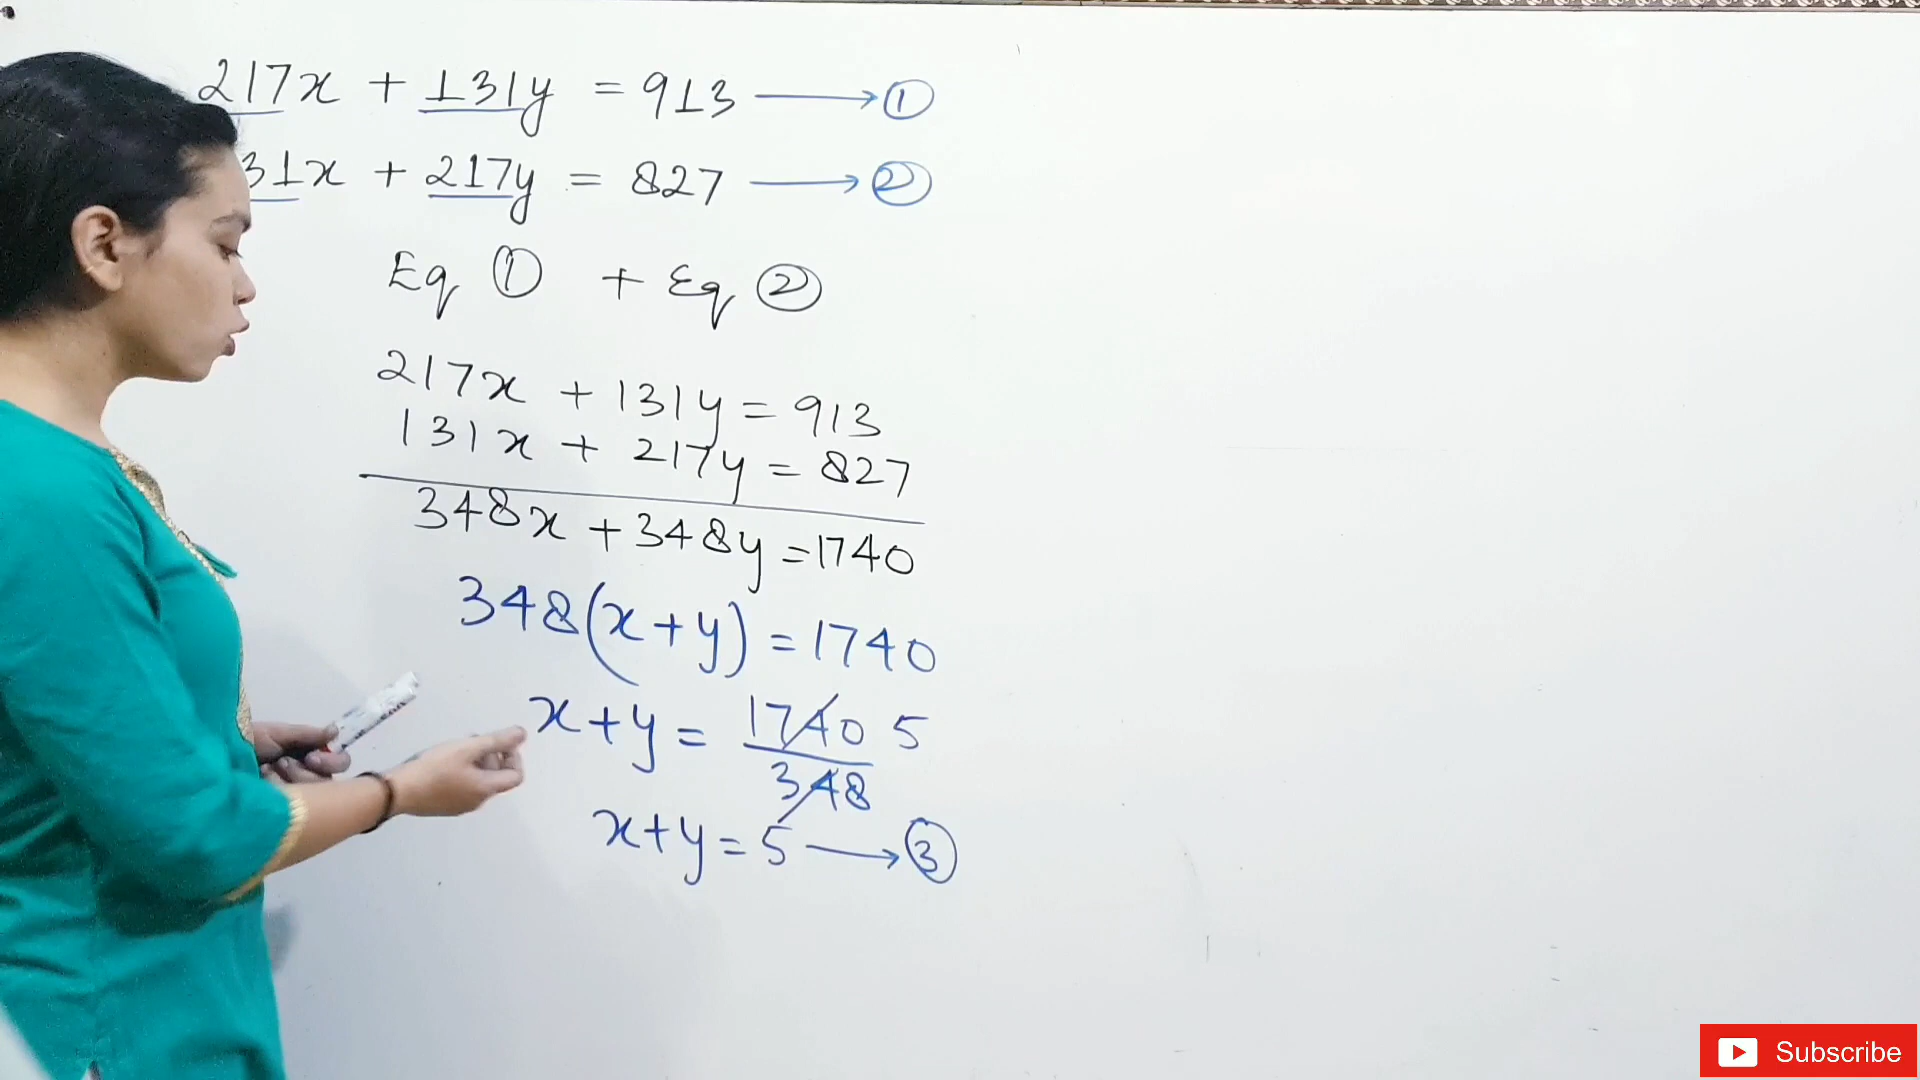 217x + 131y = 913 ⟶ ①
31x + 217y = 827 ⟶ ②
Eq ① + Eq ②
217x + 131y = 913
131x + 217y = 827
348x + 348y = 1740
348(x+y) = 1740
x+y = 1740/348 5
x+y = 5 ⟶ ③
Subscribe